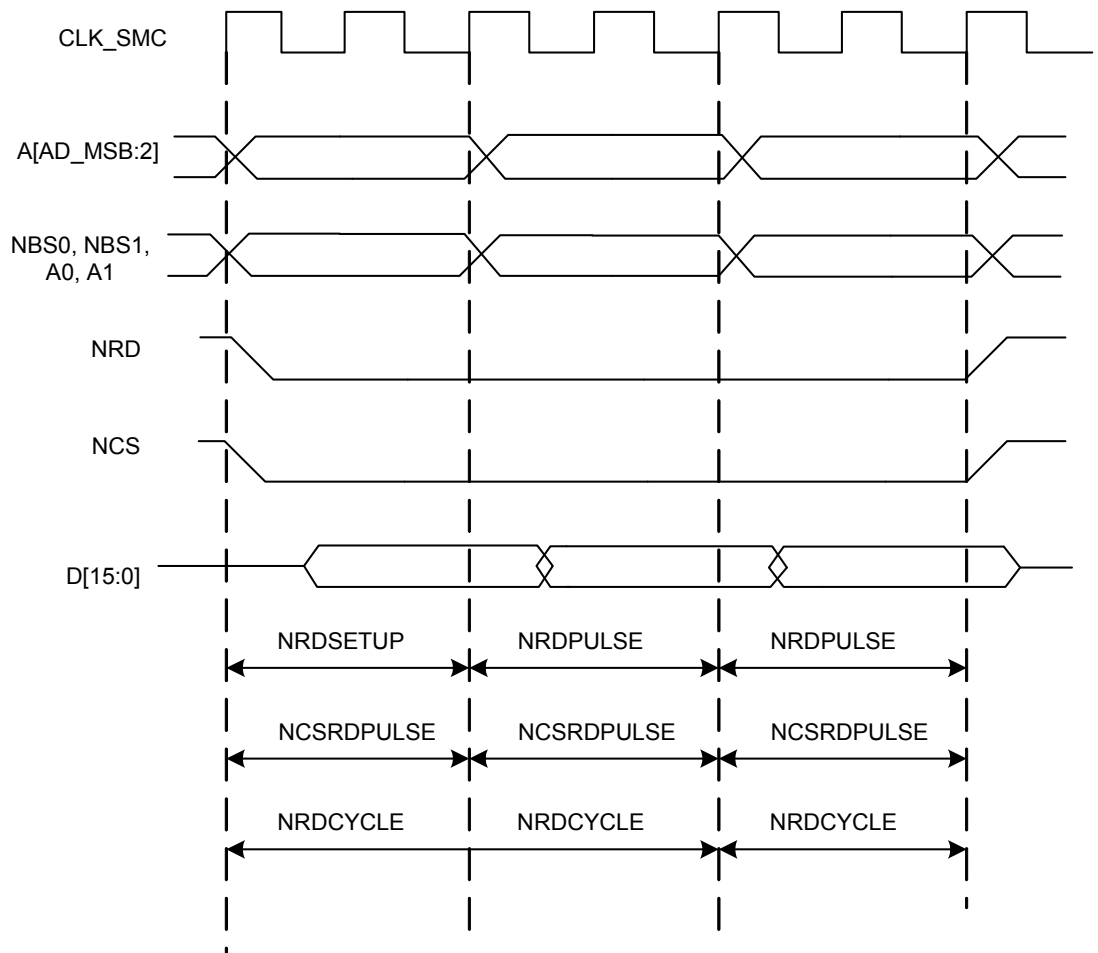 CLK_SMC
A[AD_MSB:2]
NBS0, NBS1,
A0, A1
NRD
NCS
D[15:0]
NRDSETUP NRDPULSE NRDPULSE
NCSRDPULSE NCSRDPULSE NCSRDPULSE
NRDCYCLE NRDCYCLE NRDCYCLE